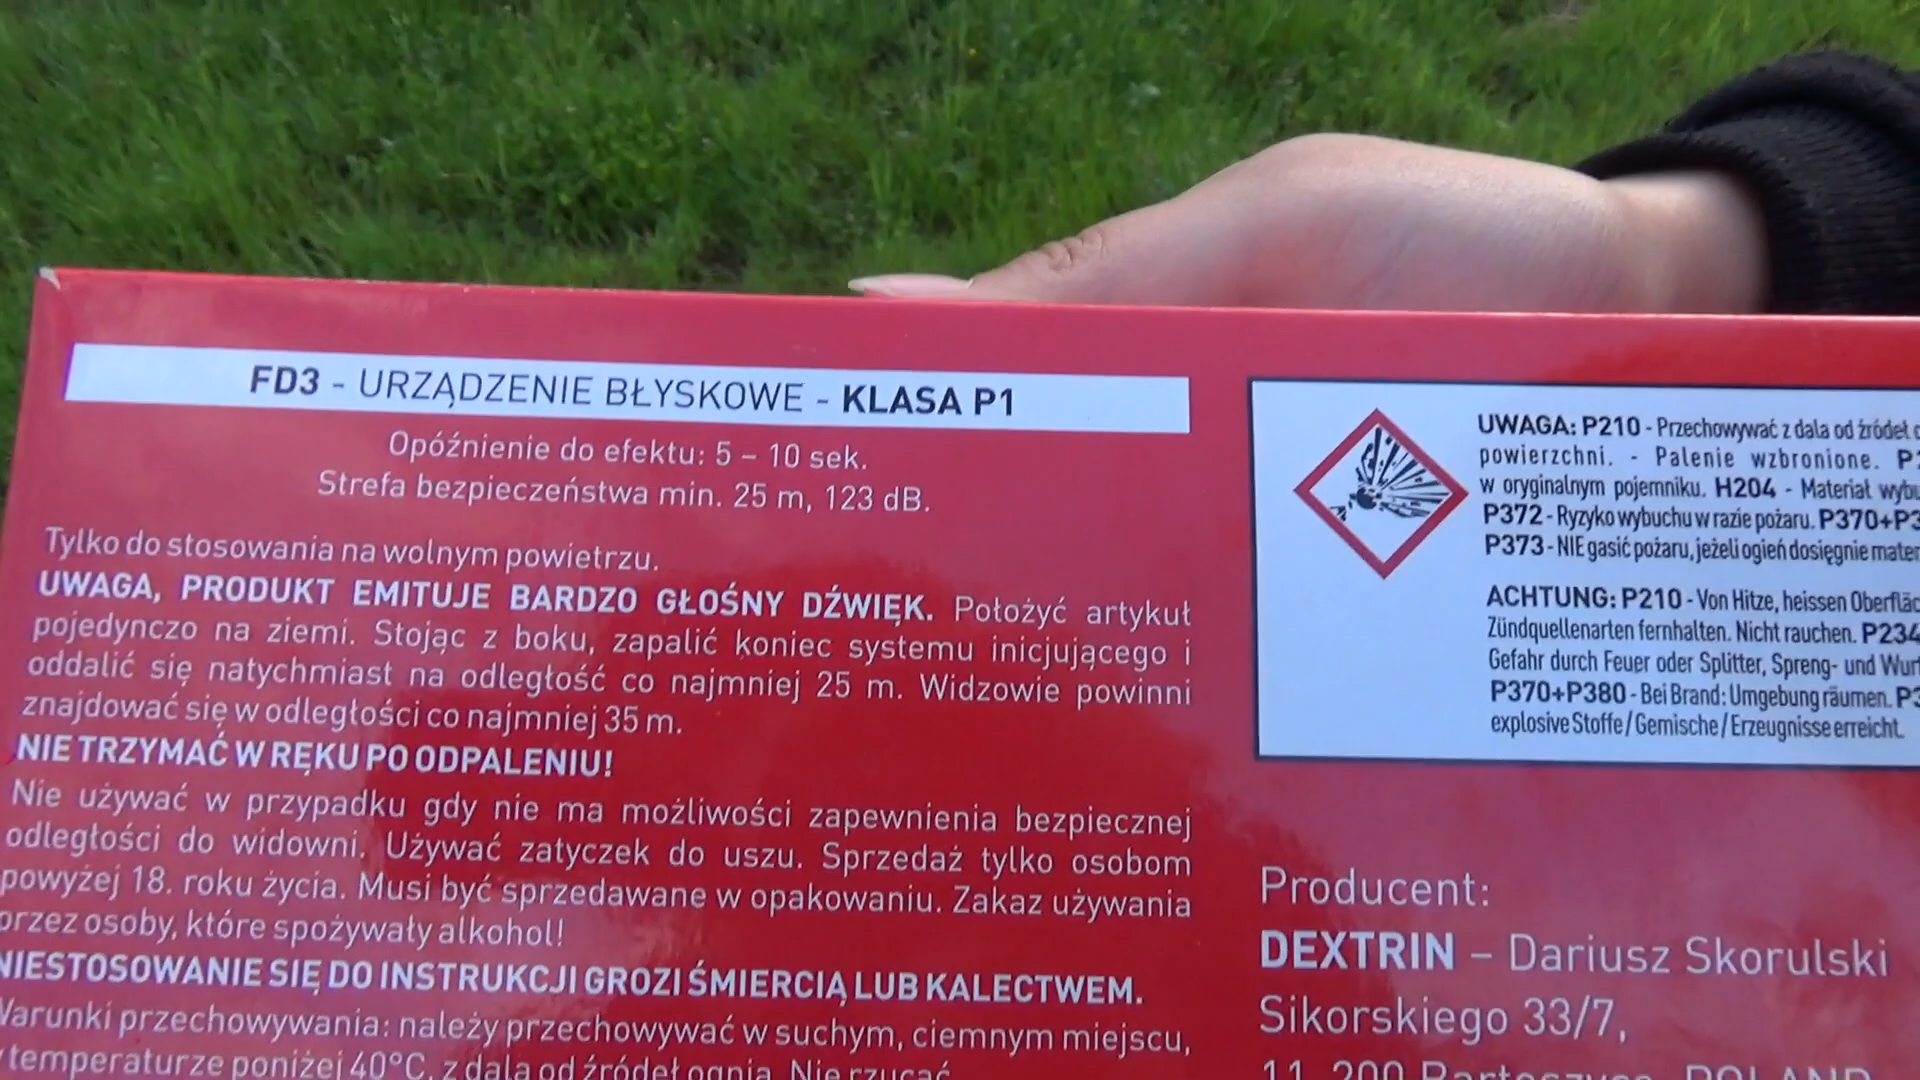 FD3 - URZĄDZENIE BŁYSKOWE - KLASA P1
Opóźnienie do efektu: 5 – 10 sek.
Strefa bezpieczeństwa min. 25 m, 123 dB.
Tylko do stosowania na wolnym powietrzu.
UWAGA, PRODUKT EMITUJE BARDZO GŁOŚNY DŹWIĘK. Położyć artykuł
pojedynczo na ziemi. Stojąc z boku, zapalić koniec systemu inicjującego i
oddalić się natychmiast na odległość co najmniej 25 m. Widzowie powinni
znajdować się w odległości co najmniej 35 m.
NIE TRZYMAĆ W RĘKU PO ODPALENIU!
Nie używać w przypadku gdy nie ma możliwości zapewnienia bezpiecznej
odległości do widowni. Używać zatyczek do uszu. Sprzedaż tylko osobom
powyżej 18. roku życia. Musi być sprzedawane w opakowaniu. Zakaz używania
przez osoby, które spożywały alkohol!
NIESTOSOWANIE SIĘ DO INSTRUKCJI GROZI ŚMIERCIĄ LUB KALECTWEM.
Warunki przechowywania: należy przechowywać w suchym, ciemnym miejscu,
temperaturze poniżej 40°C, z dala od źródeł ognia. Nie rzucać
UWAGA: P210 - Przechowywać z dala od źródeł
powierzchni. - Palenie wzbronione.
w oryginalnym pojemniku. H204 - Materiał
P372 - Ryzyko wybuchu w razie pożaru. P370+P3
P373 - NIE gasić pożaru, jeżeli ogień dosięgnie
ACHTUNG: P210 - Von Hitze, heissen
Zündquellenarten fernhalten. Nicht rauchen. P234
Gefahr durch Feuer oder Splitter, Spreng- und
P370+P380 - Bei Brand: Umgebung räumen.
explosive Stoffe / Gemische / Erzeugnisse erreicht.
Producent:
DEXTRIN – Dariusz Skorulski
Sikorskiego 33/7,